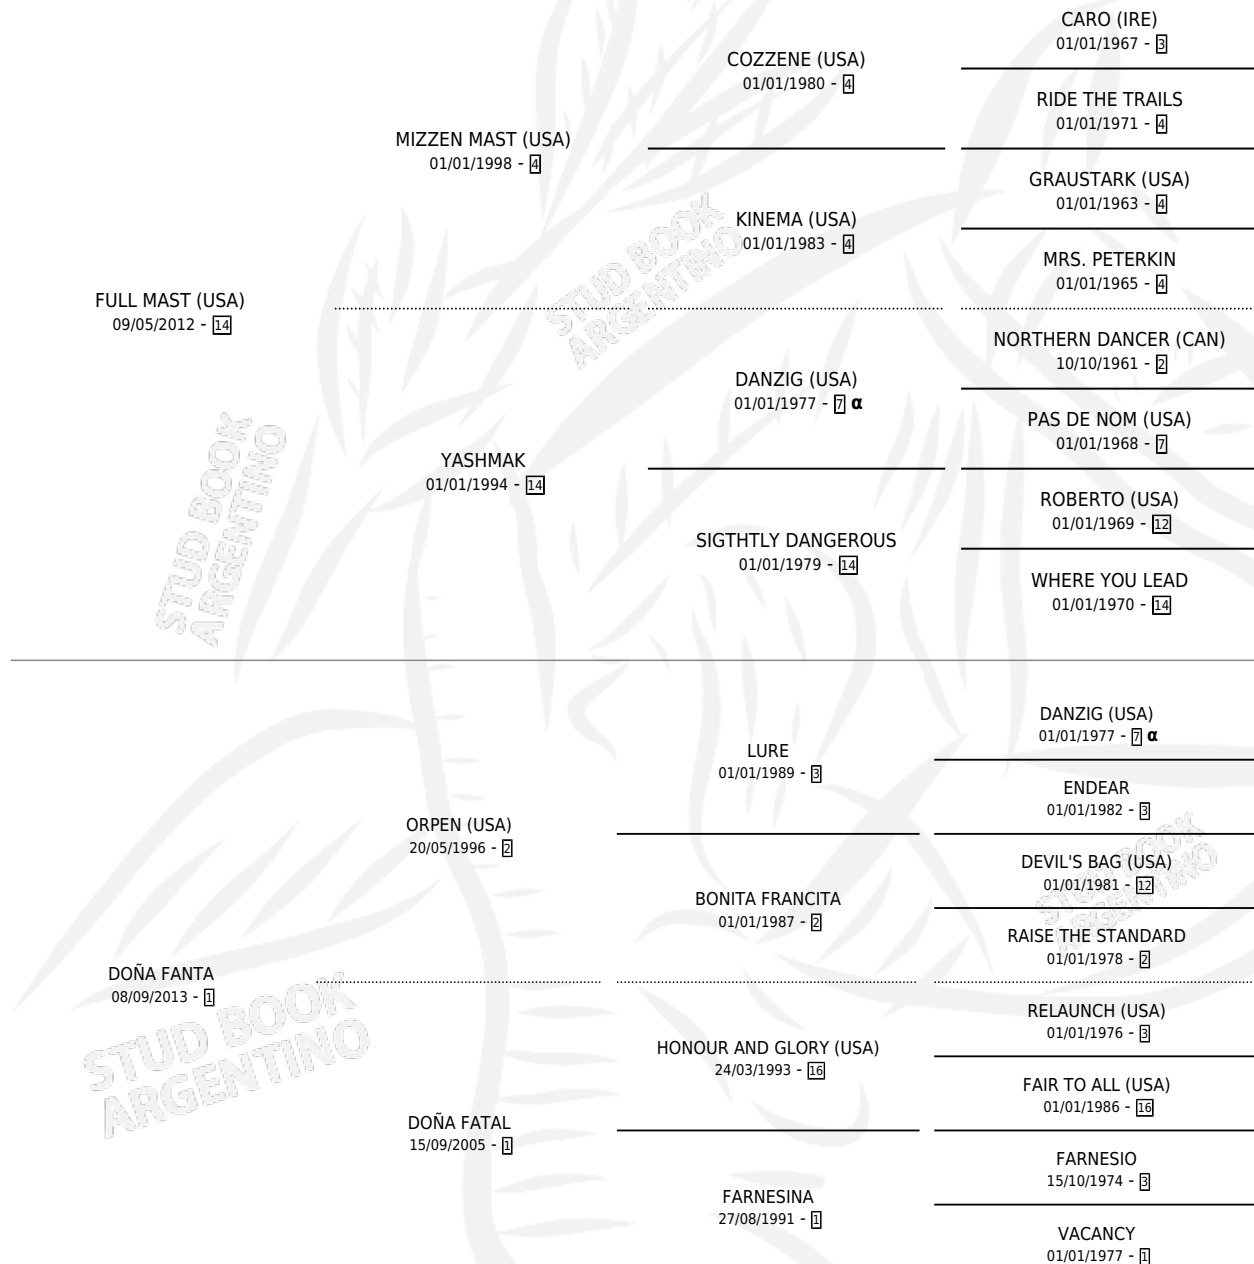 CARO (IRE)
01/01/1967 - 3
COZZENE (USA)
01/01/1980 - 4
RIDE THE TRAILS
01/01/1971 - 4
MIZZEN MAST (USA)
01/01/1998 - 4
GRAUSTARK (USA)
01/01/1963 - 4
KINEMA (USA)
01/01/1983 - 4
MRS. PETERKIN
01/01/1965 - 4
FULL MAST (USA)
09/05/2012 - 14
NORTHERN DANCER (CAN)
10/10/1961 - 2
DANZIG (USA)
01/01/1977 - 7 α
PAS DE NOM (USA)
01/01/1968 - 7
YASHMAK
01/01/1994 - 14
ROBERTO (USA)
01/01/1969 - 12
SIGTHTLY DANGEROUS
01/01/1979 - 14
WHERE YOU LEAD
01/01/1970 - 14
DANZIG (USA)
01/01/1977 - 7 α
LURE
01/01/1989 - 3
ENDEAR
01/01/1982 - 3
ORPEN (USA)
20/05/1996 - 2
DEVIL'S BAG (USA)
01/01/1981 - 12
BONITA FRANCITA
01/01/1987 - 2
RAISE THE STANDARD
01/01/1978 - 2
DOÑA FANTA
08/09/2013 - 1
RELAUNCH (USA)
01/01/1976 - 3
HONOUR AND GLORY (USA)
24/03/1993 - 16
FAIR TO ALL (USA)
01/01/1986 - 16
DOÑA FATAL
15/09/2005 - 1
FARNESIO
15/10/1974 - 3
FARNESINA
27/08/1991 - 1
VACANCY
01/01/1977 - 1
STUD BOOK
ARGENTINO
STUD BOOK
ARGENTINO
STUD BOOK
ARGENTINO
STUD BOOK
ARGENTINO